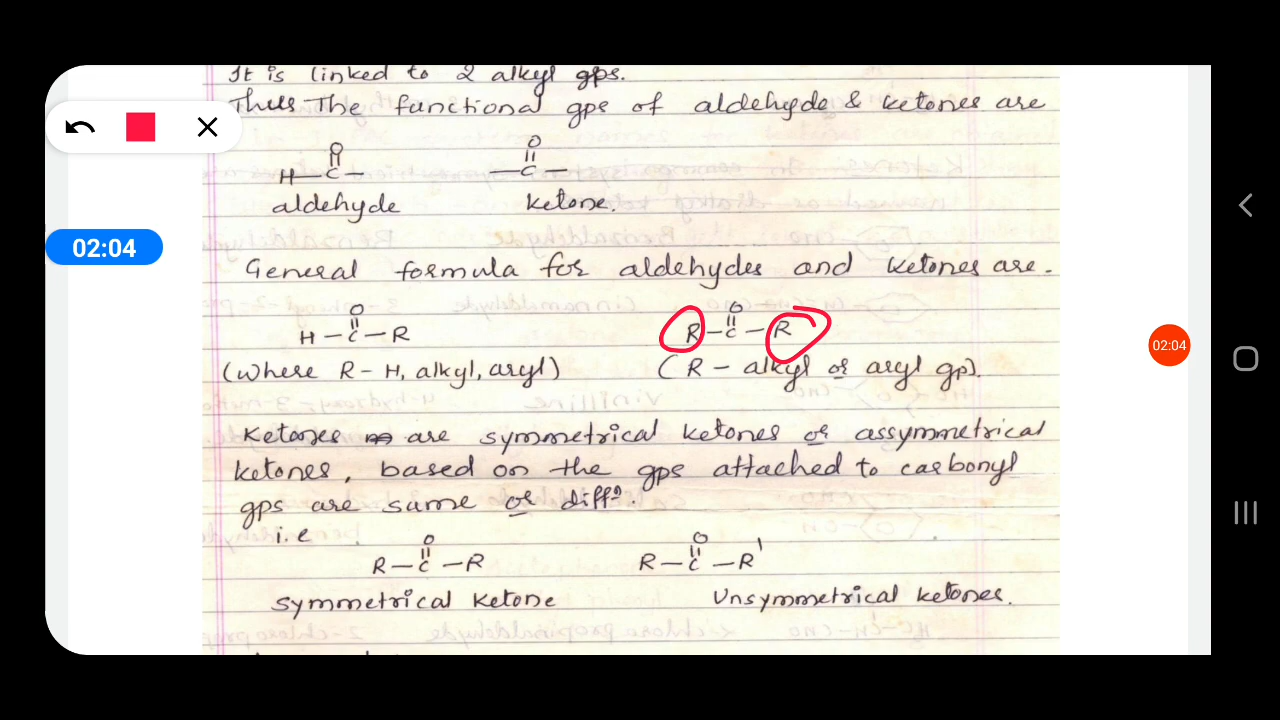 It is linked to 2 alkyl gps.
Thus The functional gps of aldehyde & ketones are
O O
H — C — — C —
aldehyde ketone.
02:04
General formula for aldehydes and ketones are.
O O
H — C — R R — C — R
02:04
(where R - H, alkyl, aryl) (R - alkyl or aryl gp).
Ketones are symmetrical ketones or assymmetrical
ketones, based on the gps attached to carbonyl
gps are same or diff.
i.e
O O
R — C — R R — C — R'
symmetrical Ketone Unsymmetrical ketones.